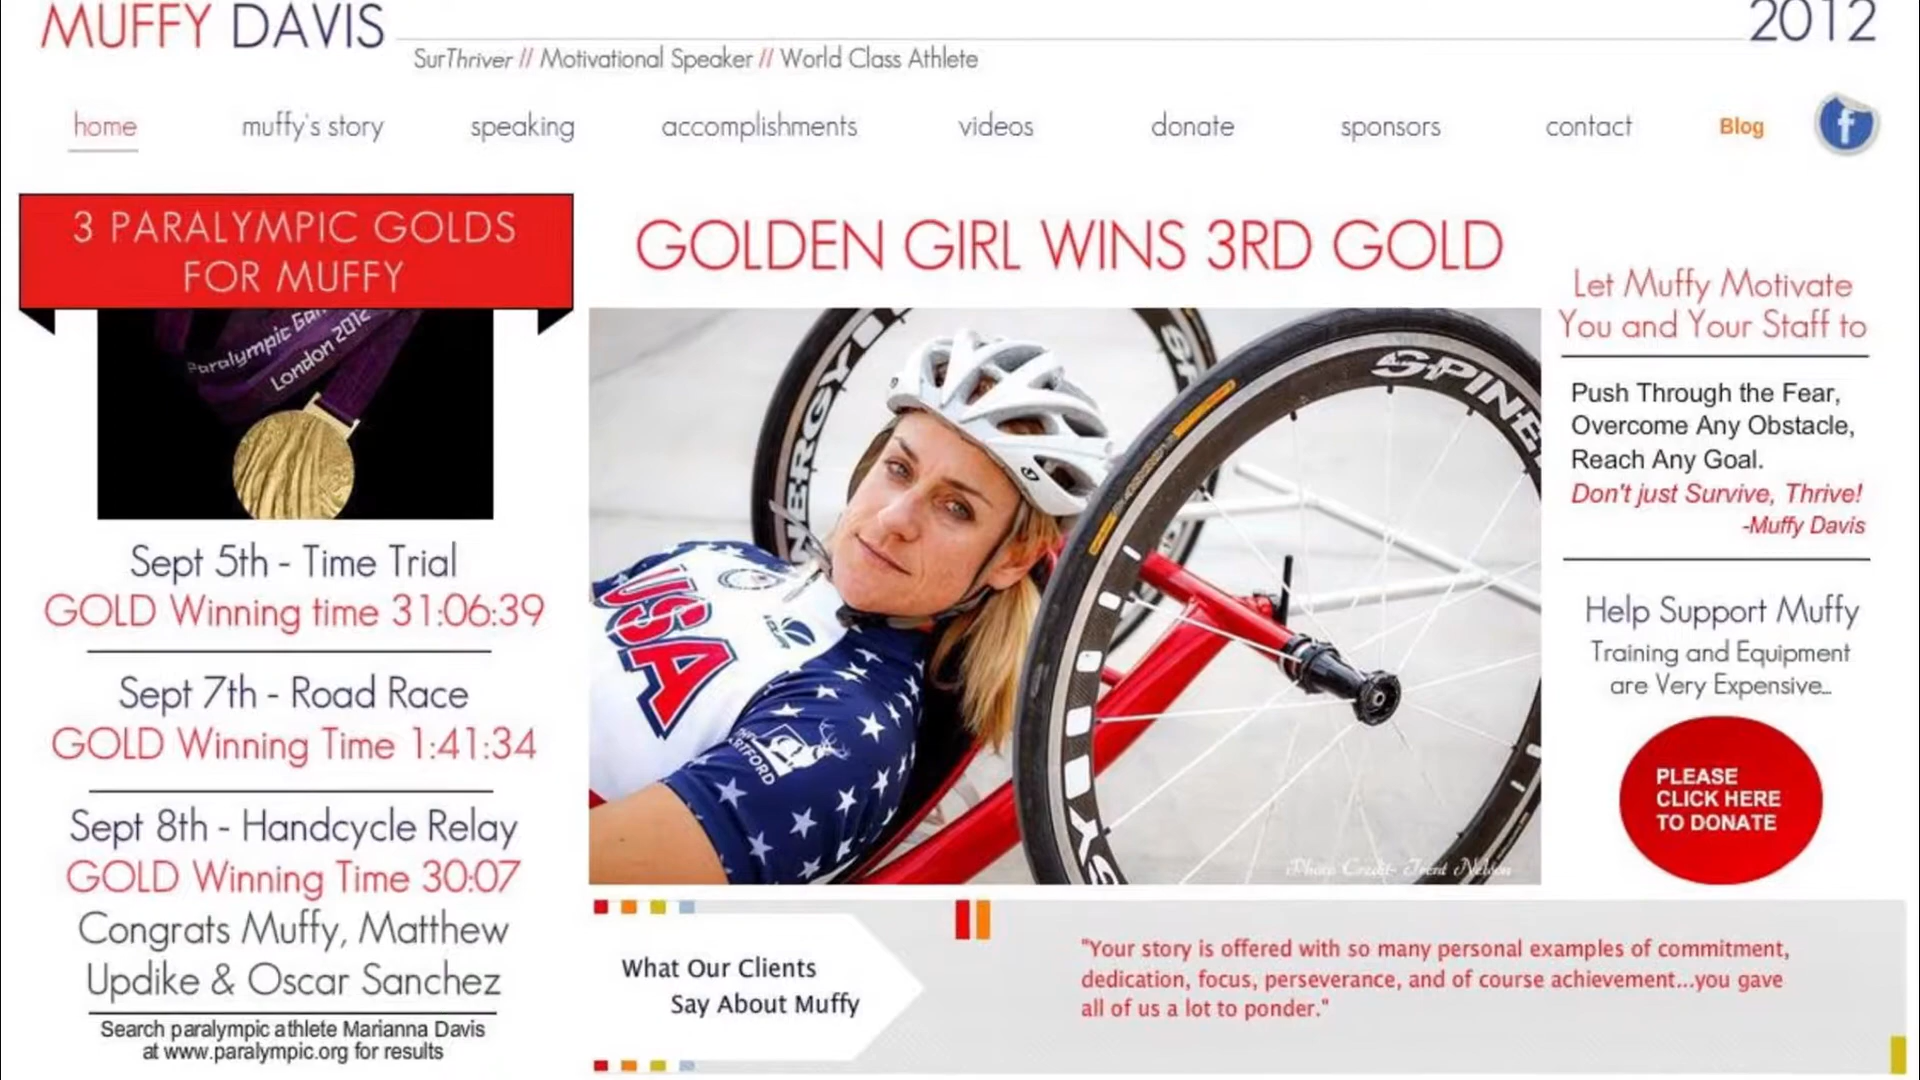 MUFFY DAVIS
2012
SurThriver // Motivational Speaker // World Class Athlete
home muffy's story speaking accomplishments videos donate sponsors contact Blog f
3 PARALYMPIC GOLDS
FOR MUFFY
Paralympic
London 2012
Sept 5th - Time Trial
GOLD Winning time 31:06:39
Sept 7th - Road Race
GOLD Winning Time 1:41:34
Sept 8th - Handcycle Relay
GOLD Winning Time 30:07
Congrats Muffy, Matthew
Updike & Oscar Sanchez
Search paralympic athlete Marianna Davis
at www.paralympic.org for results
GOLDEN GIRL WINS 3RD GOLD
USA
Photo Credit- Trent Nelson
Let Muffy Motivate
You and Your Staff to
Push Through the Fear,
Overcome Any Obstacle,
Reach Any Goal.
Don't just Survive, Thrive!
-Muffy Davis
Help Support Muffy
Training and Equipment
are Very Expensive...
PLEASE
CLICK HERE
TO DONATE
What Our Clients
Say About Muffy
"Your story is offered with so many personal examples of commitment,
dedication, focus, perseverance, and of course achievement...you gave
all of us a lot to ponder."